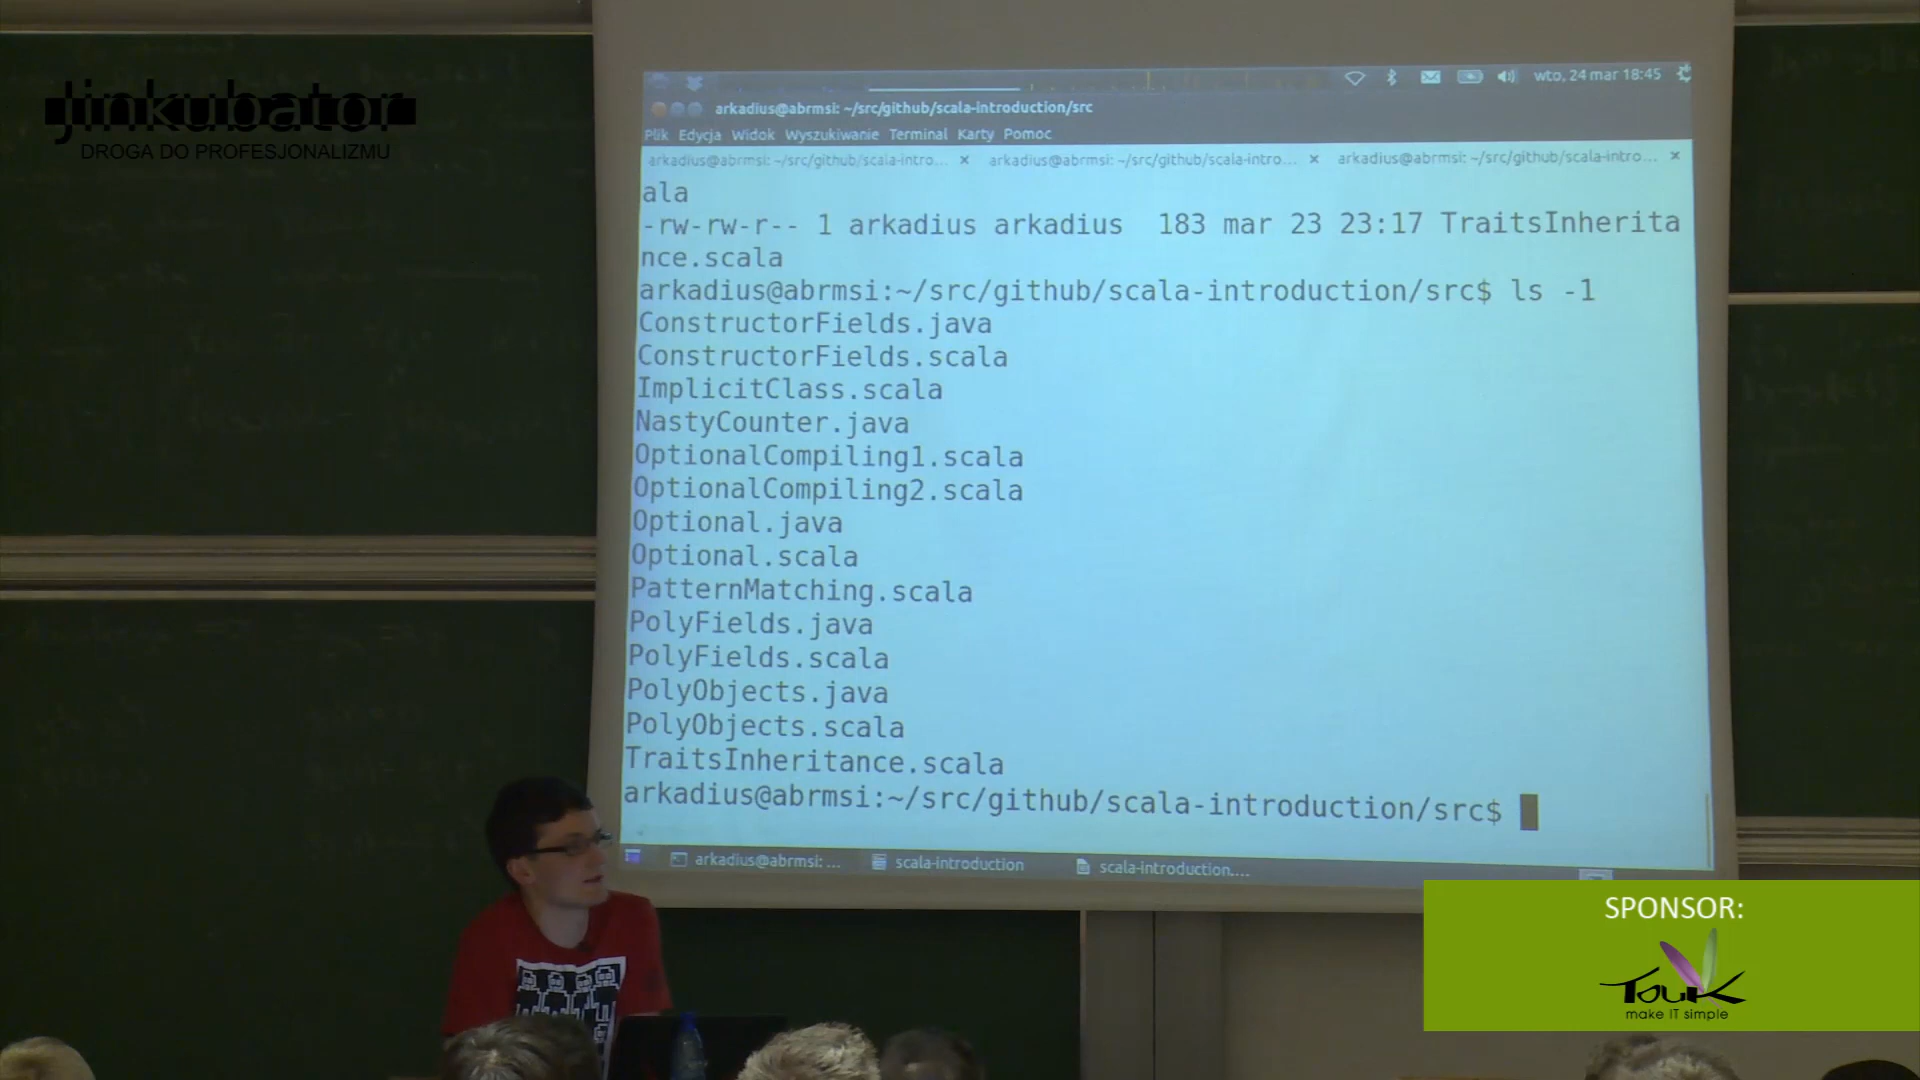 Jinkubator
DROGA DO PROFESJONALIZMU
wto, 24 mar 18:45
arkadius@abrmsi: ~/src/github/scala-introduction/src
Plik Edycja Widok Wyszukiwanie Terminal Karty Pomoc
arkadius@abrmsi: ~/src/github/scala-intro... × arkadius@abrmsi: ~/src/github/scala-intro... × arkadius@abrmsi: ~/src/github/scala-intro... ×
ala
-rw-rw-r-- 1 arkadius arkadius 183 mar 23 23:17 TraitsInherita
nce.scala
arkadius@abrmsi:~/src/github/scala-introduction/src$ ls -1
ConstructorFields.java
ConstructorFields.scala
ImplicitClass.scala
NastyCounter.java
OptionalCompiling1.scala
OptionalCompiling2.scala
Optional.java
Optional.scala
PatternMatching.scala
PolyFields.java
PolyFields.scala
PolyObjects.java
PolyObjects.scala
TraitsInheritance.scala
arkadius@abrmsi:~/src/github/scala-introduction/src$
arkadius@abrmsi: ... scala-introduction scala-introduction....
SPONSOR:
TouK
make IT simple